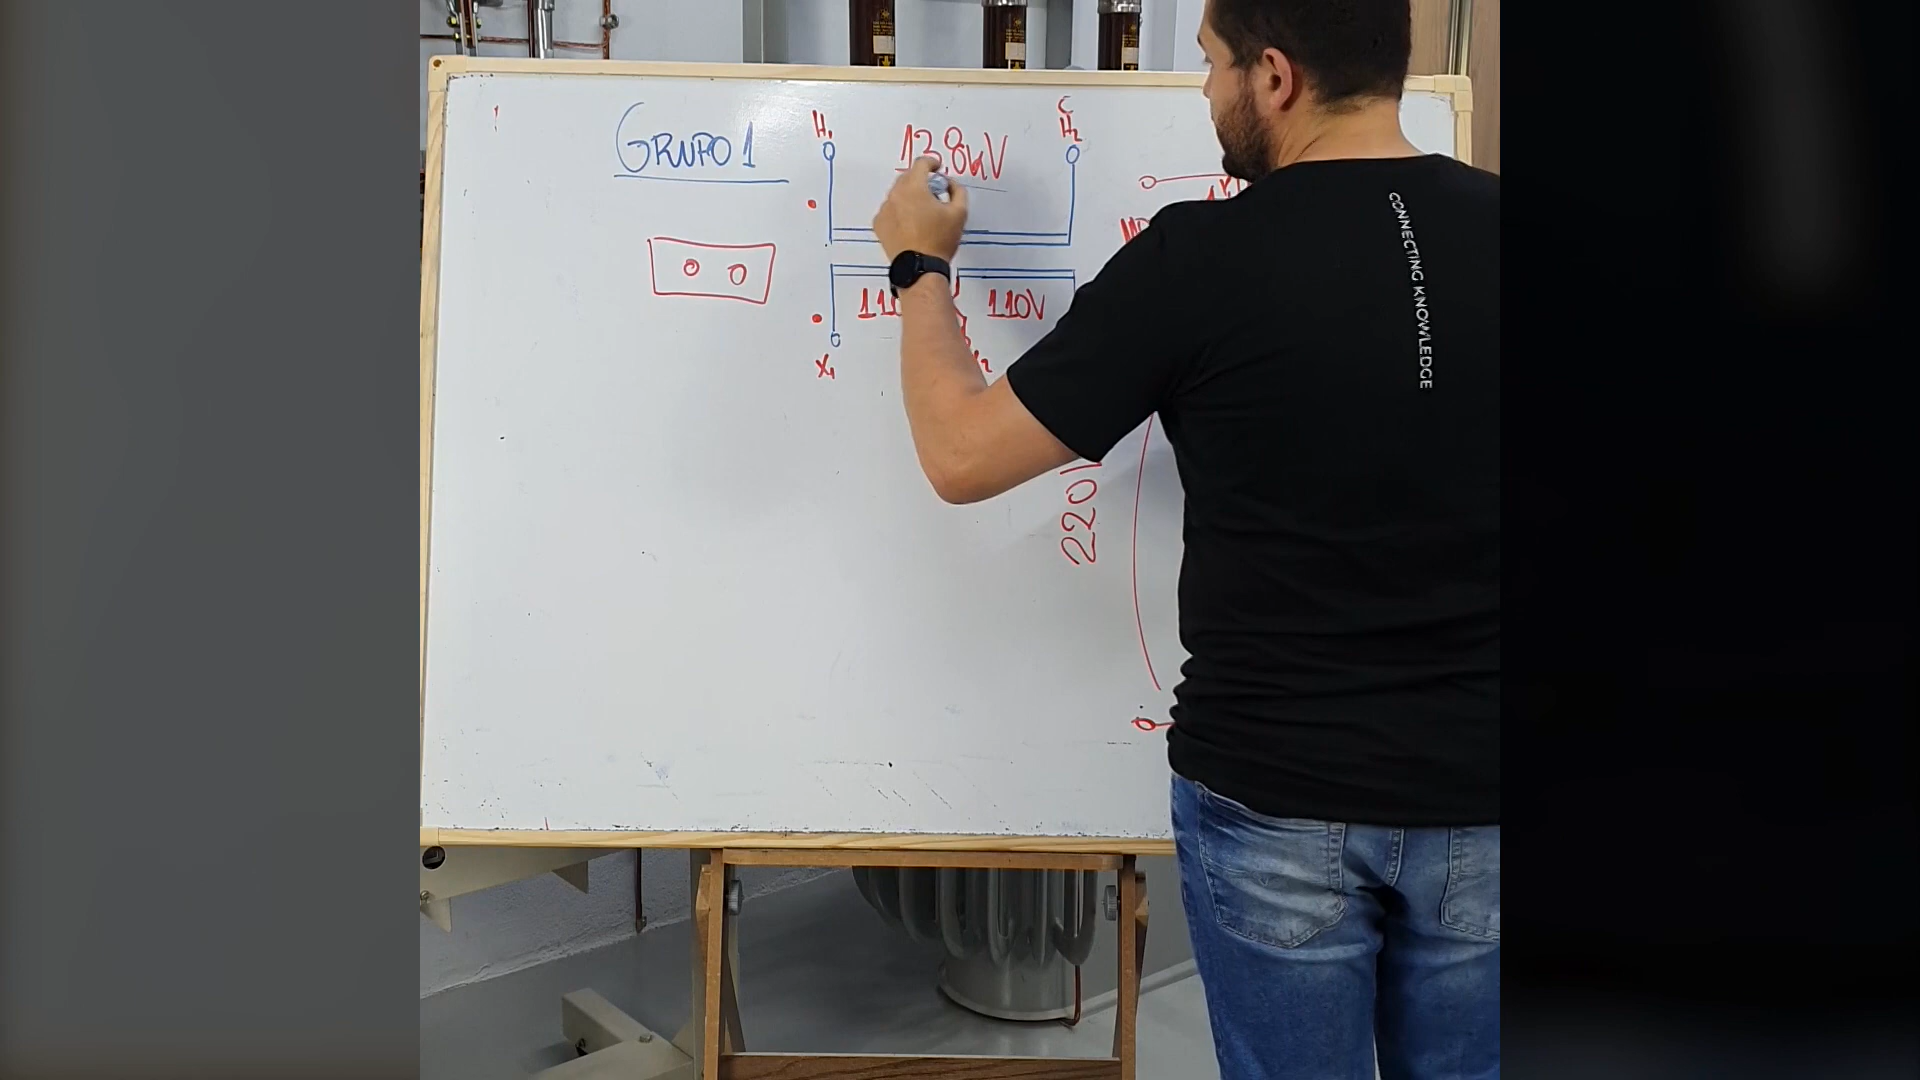 GRUPO 1
H1
13,8kV
C
H2
110V
X1
220V
CONNECTING KNOWLEDGE